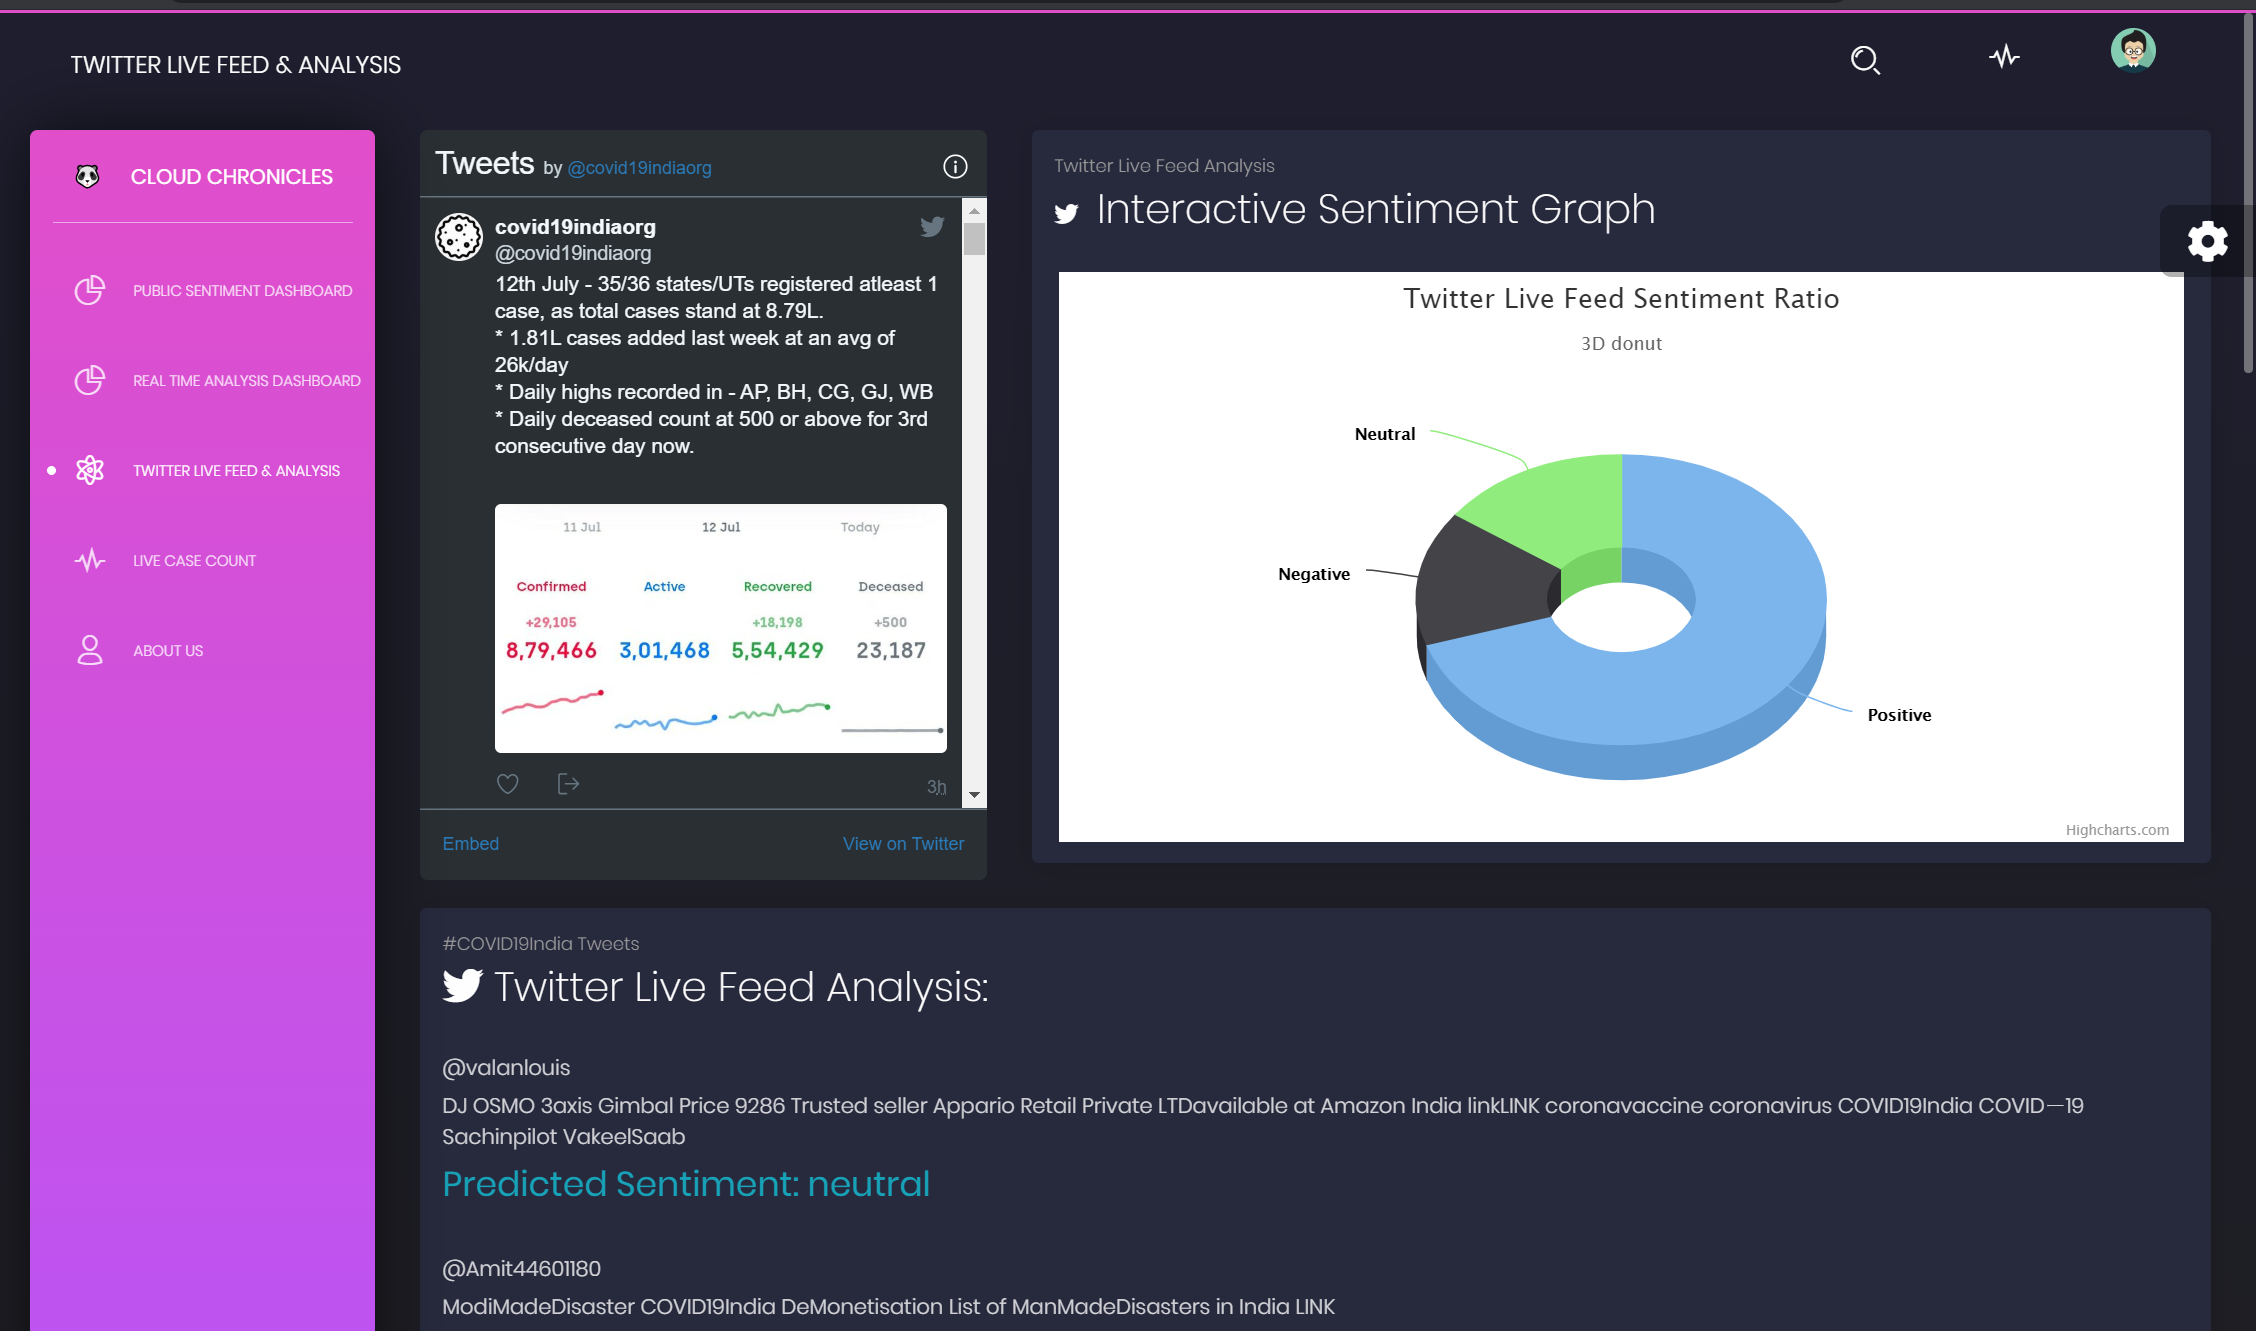 TWITTER LIVE FEED & ANALYSIS
CLOUD CHRONICLES
PUBLIC SENTIMENT DASHBOARD
REAL TIME ANALYSIS DASHBOARD
TWITTER LIVE FEED & ANALYSIS
LIVE CASE COUNT
ABOUT US
Tweets by @covid19indiaorg
covid19indiaorg
@covid19indiaorg
12th July - 35/36 states/UTs registered atleast 1
case, as total cases stand at 8.79L.
* 1.81L cases added last week at an avg of
26k/day
* Daily highs recorded in - AP, BH, CG, GJ, WB
* Daily deceased count at 500 or above for 3rd
consecutive day now.
11 Jul 12 Jul Today
Confirmed Active Recovered Deceased
+29,105 +18,198 +500
8,79,466 3,01,468 5,54,429 23,187
3h
Embed View on Twitter
Twitter Live Feed Analysis
Interactive Sentiment Graph
Twitter Live Feed Sentiment Ratio
3D donut
Neutral
Negative
Positive
Highcharts.com
#COVID19India Tweets
Twitter Live Feed Analysis:
@valanlouis
DJ OSMO 3axis Gimbal Price 9286 Trusted seller Appario Retail Private LTDavailable at Amazon India linkLINK coronavaccine coronavirus COVID19India COVID—19
Sachinpilot VakeelSaab
Predicted Sentiment: neutral
@Amit44601180
ModiMadeDisaster COVID19India DeMonetisation List of ManMadeDisasters in India LINK